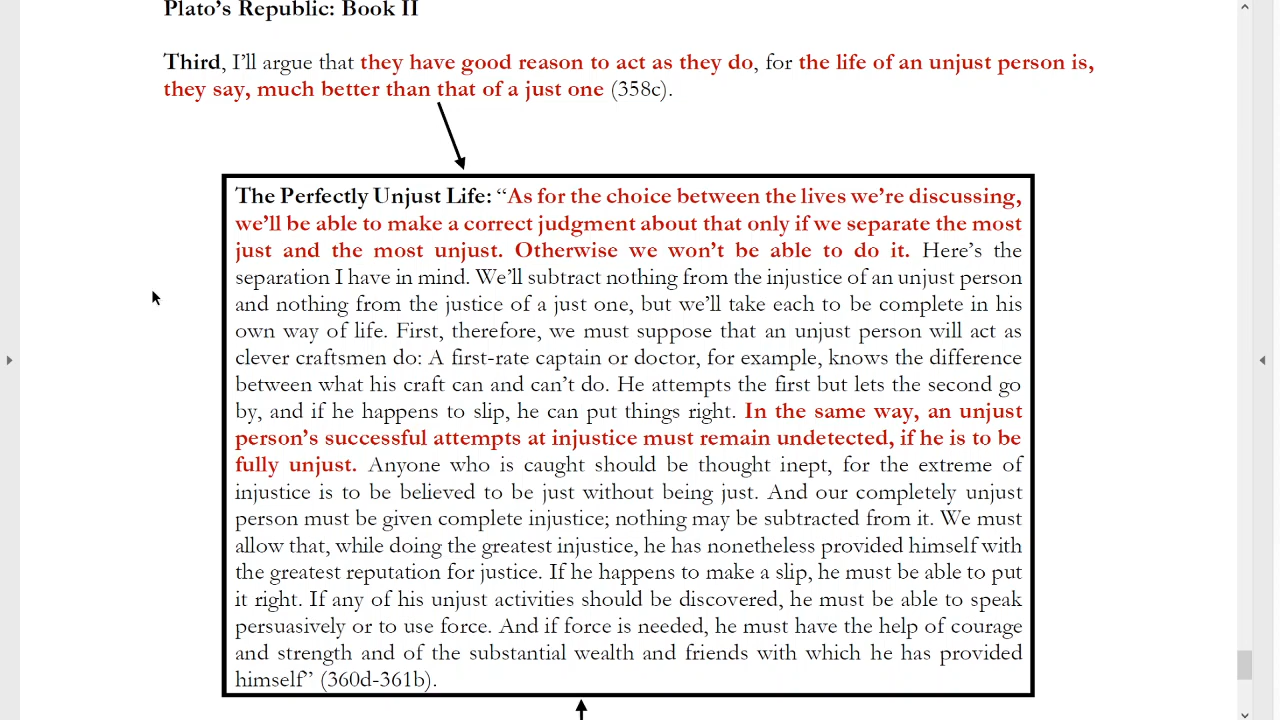 Plato’s Republic: Book II
Third, I’ll argue that they have good reason to act as they do, for the life of an unjust person is,
they say, much better than that of a just one (358c).
The Perfectly Unjust Life: “As for the choice between the lives we’re discussing,
we’ll be able to make a correct judgment about that only if we separate the most
just and the most unjust. Otherwise we won’t be able to do it. Here’s the
separation I have in mind. We’ll subtract nothing from the injustice of an unjust person
and nothing from the justice of a just one, but we’ll take each to be complete in his
own way of life. First, therefore, we must suppose that an unjust person will act as
clever craftsmen do: A first-rate captain or doctor, for example, knows the difference
between what his craft can and can’t do. He attempts the first but lets the second go
by, and if he happens to slip, he can put things right. In the same way, an unjust
person’s successful attempts at injustice must remain undetected, if he is to be
fully unjust. Anyone who is caught should be thought inept, for the extreme of
injustice is to be believed to be just without being just. And our completely unjust
person must be given complete injustice; nothing may be subtracted from it. We must
allow that, while doing the greatest injustice, he has nonetheless provided himself with
the greatest reputation for justice. If he happens to make a slip, he must be able to put
it right. If any of his unjust activities should be discovered, he must be able to speak
persuasively or to use force. And if force is needed, he must have the help of courage
and strength and of the substantial wealth and friends with which he has provided
himself” (360d-361b).